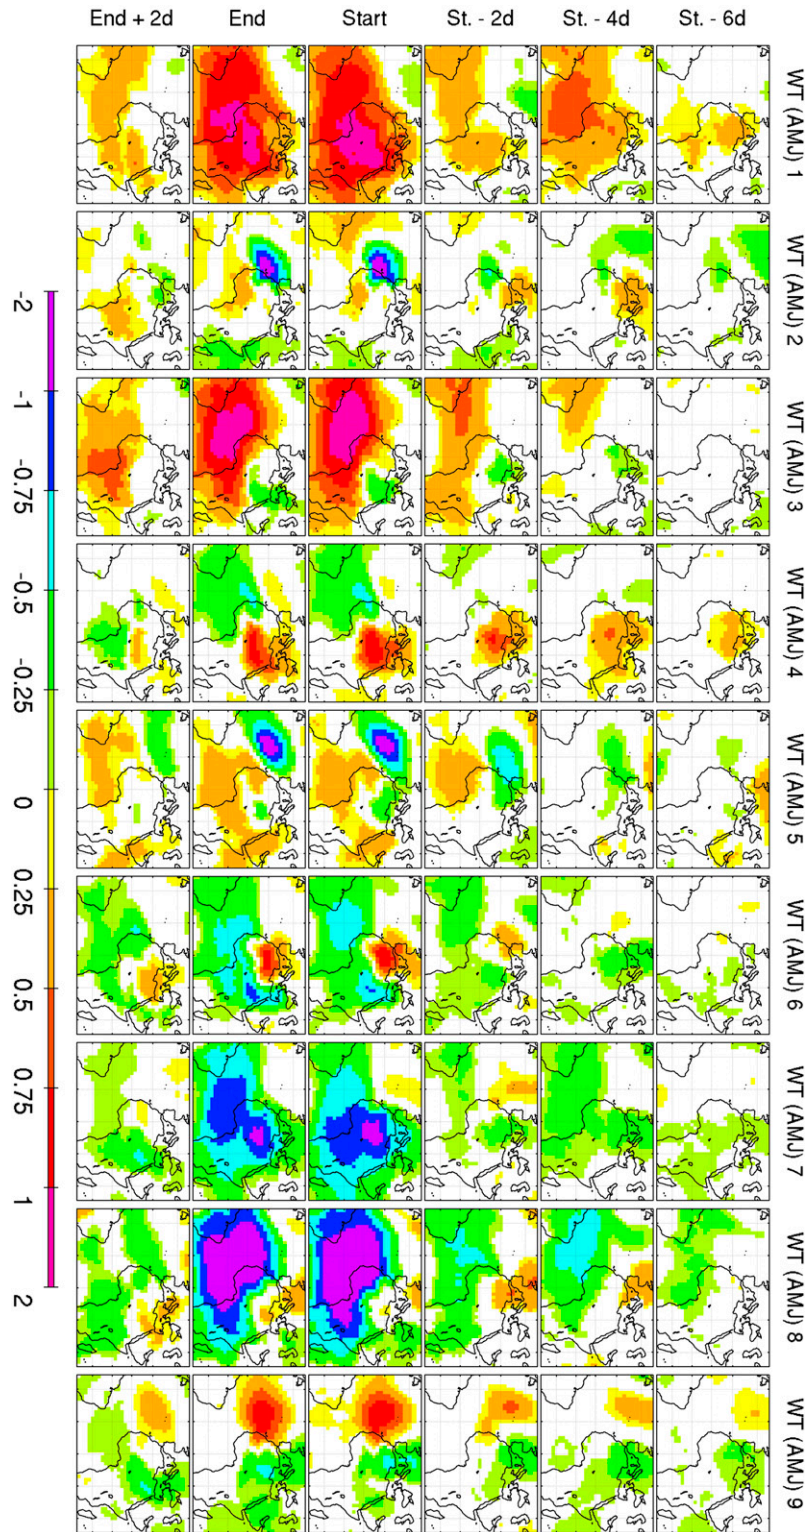 End + 2d End Start St. - 2d St. - 4d St. - 6d
WT (AMJ) 1
WT (AMJ) 2
WT (AMJ) 3
WT (AMJ) 4
WT (AMJ) 5
WT (AMJ) 6
WT (AMJ) 7
WT (AMJ) 8
WT (AMJ) 9
-2 -1 -0.75 -0.5 -0.25 0 0.25 0.5 0.75 1 2